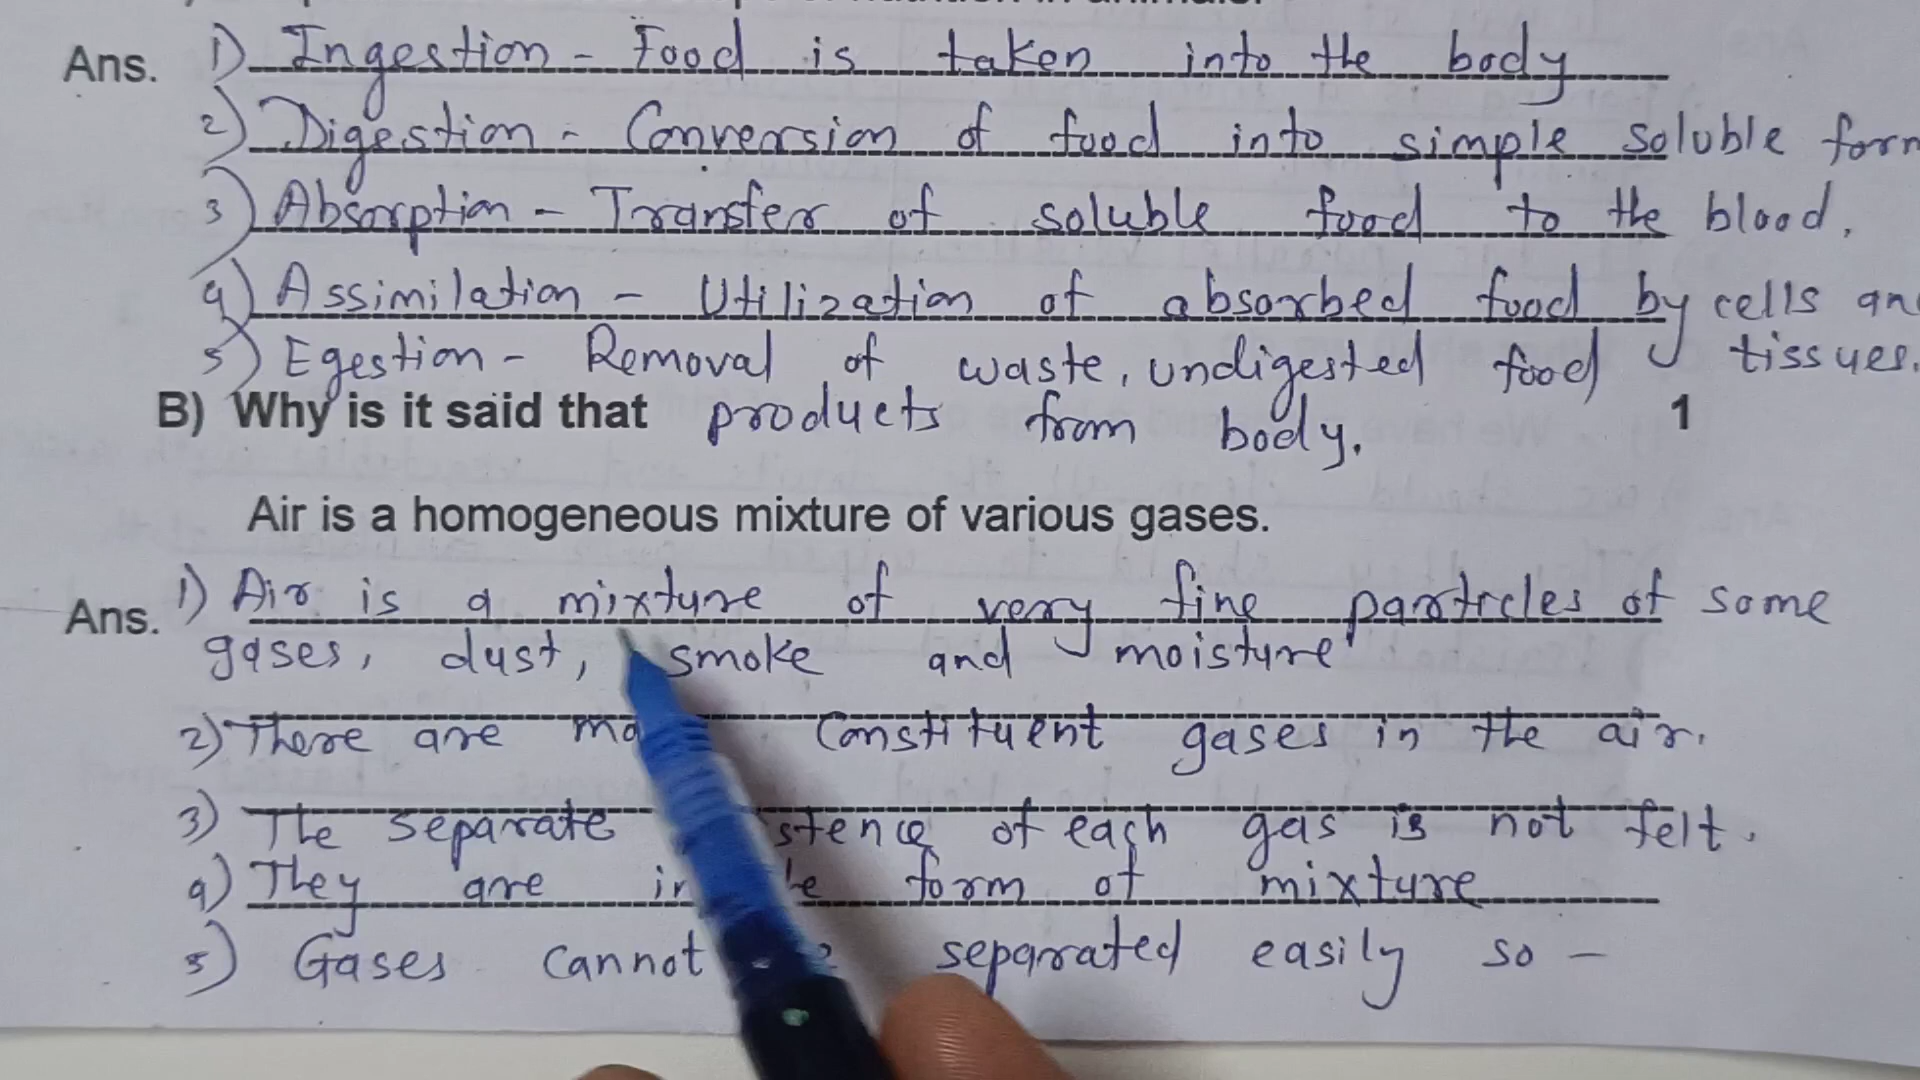 Ans. 1) Ingestion - Food is taken into the body
2) Digestion - Conversion of food into simple soluble form
3) Absorption - Transfer of soluble food to the blood.
4) Assimilation - Utilization of absorbed food by cells an
5) Egestion - Removal of waste, undigested food tissues.
B) Why is it said that products from body. 1
Air is a homogeneous mixture of various gases.
Ans. 1) Air is a mixture of very fine particles of some
gases, dust, smoke and moisture
2) There are constituent gases in the air.
3) The separate of each gas is not felt.
4) They are form of mixture
5) Gases cannot separated easily so -